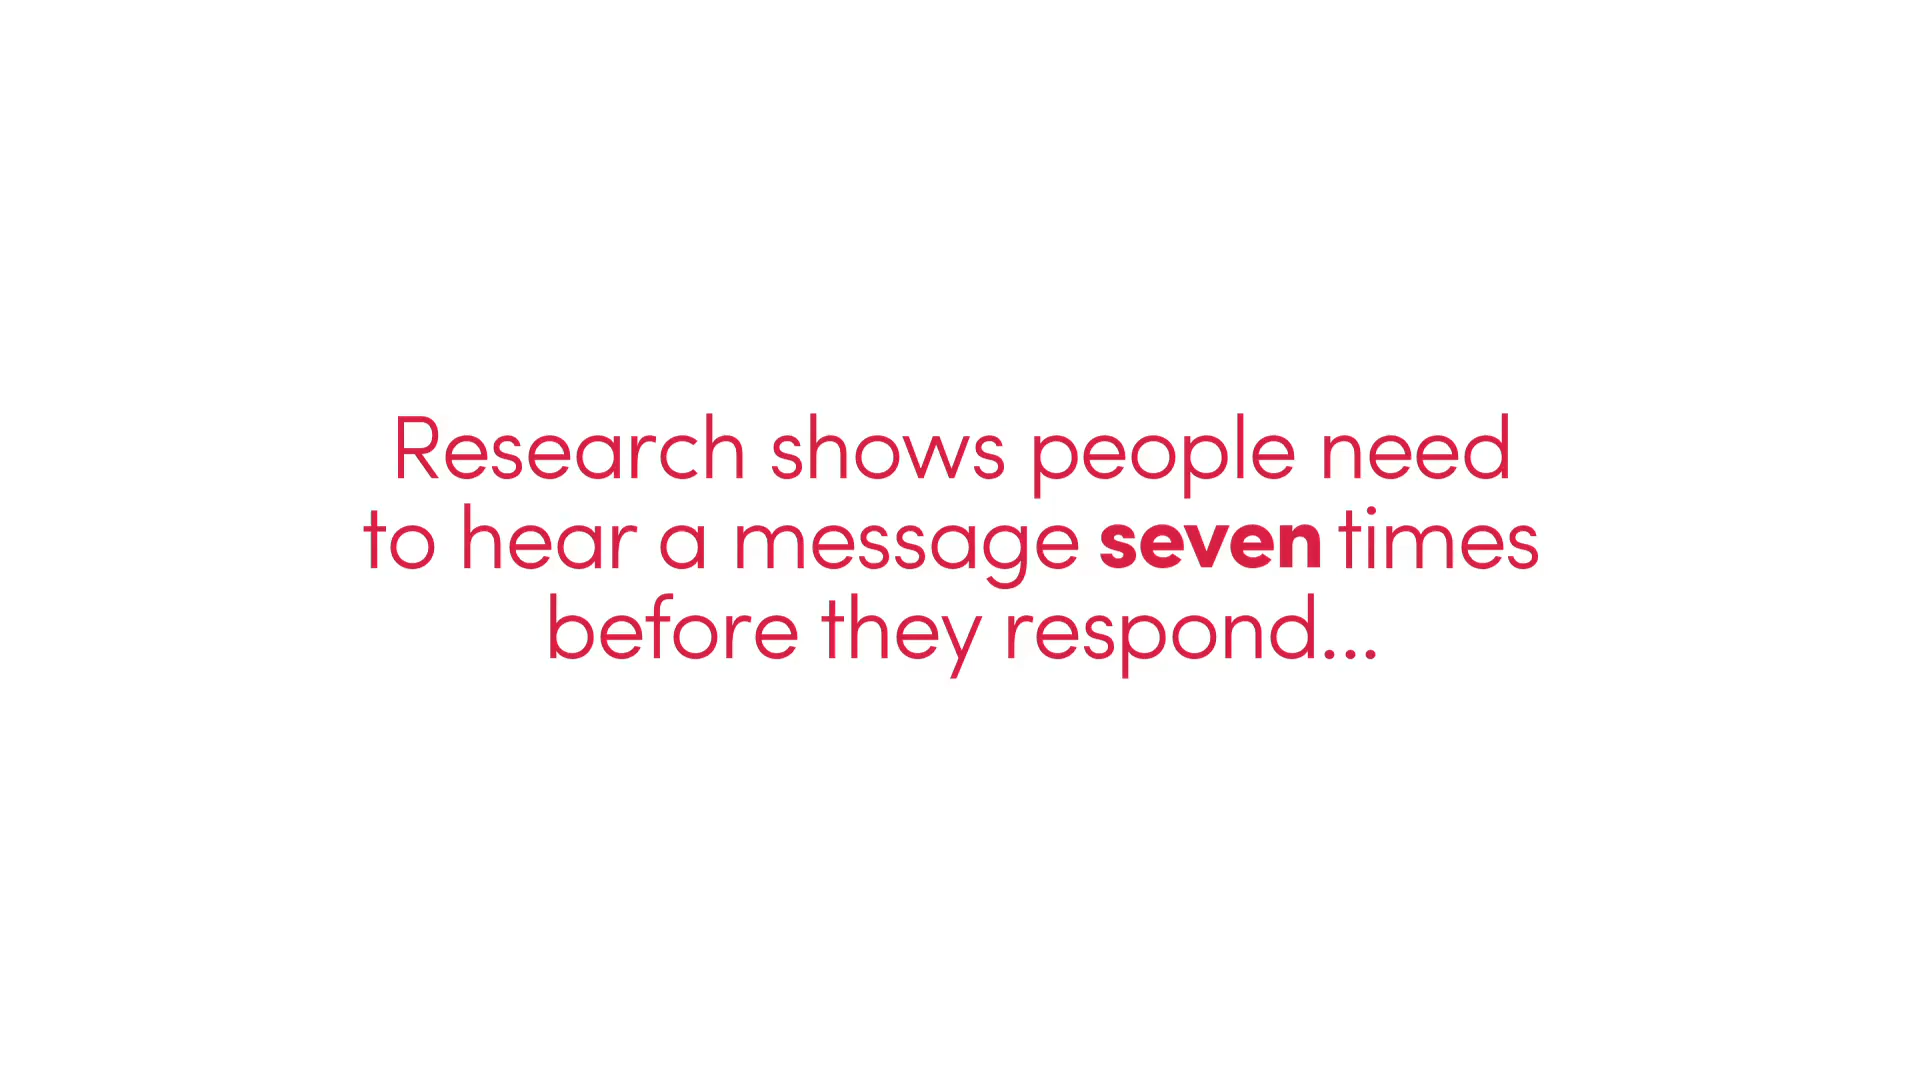 Research shows people need
to hear a message seven times
before they respond...